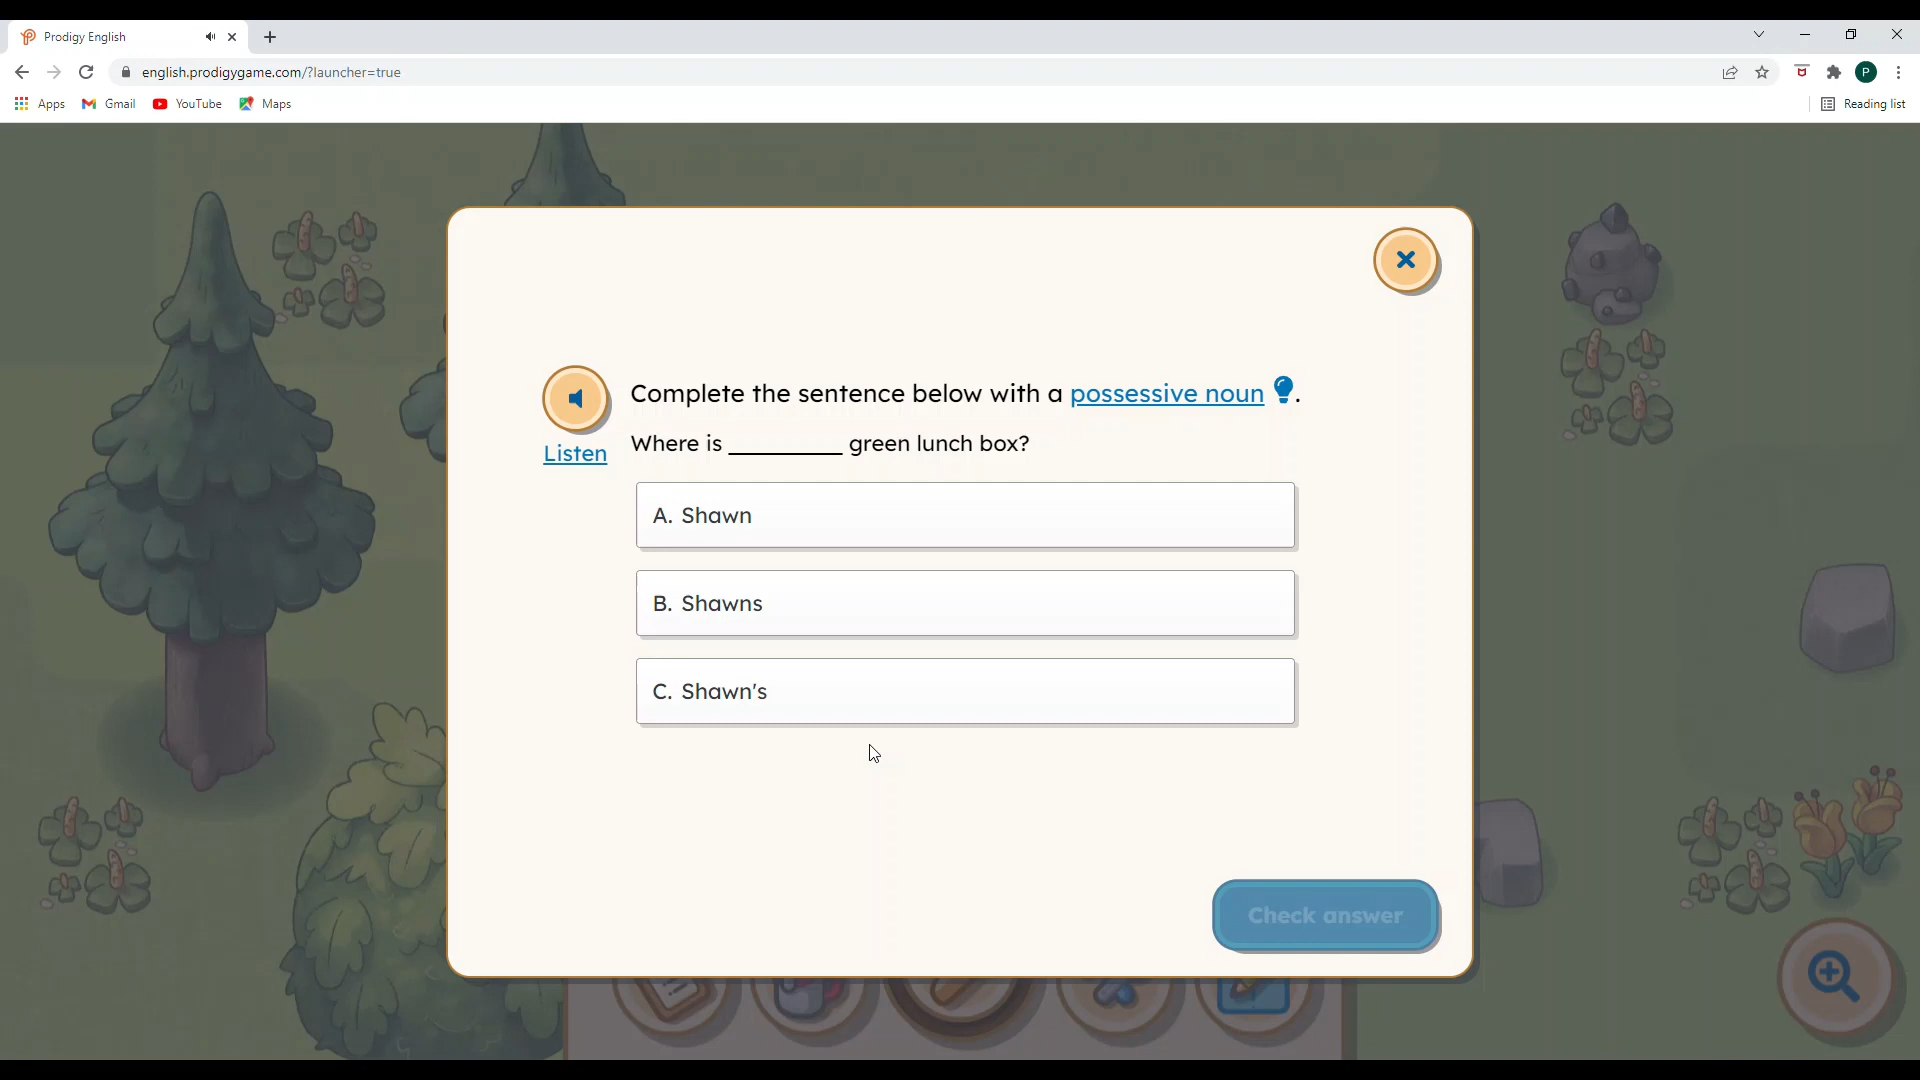 Prodigy English
english.prodigygame.com/?launcher=true
P
Apps Gmail YouTube Maps Reading list
Complete the sentence below with a possessive noun.
Listen
Where is _________ green lunch box?
A. Shawn
B. Shawns
C. Shawn's
Check answer